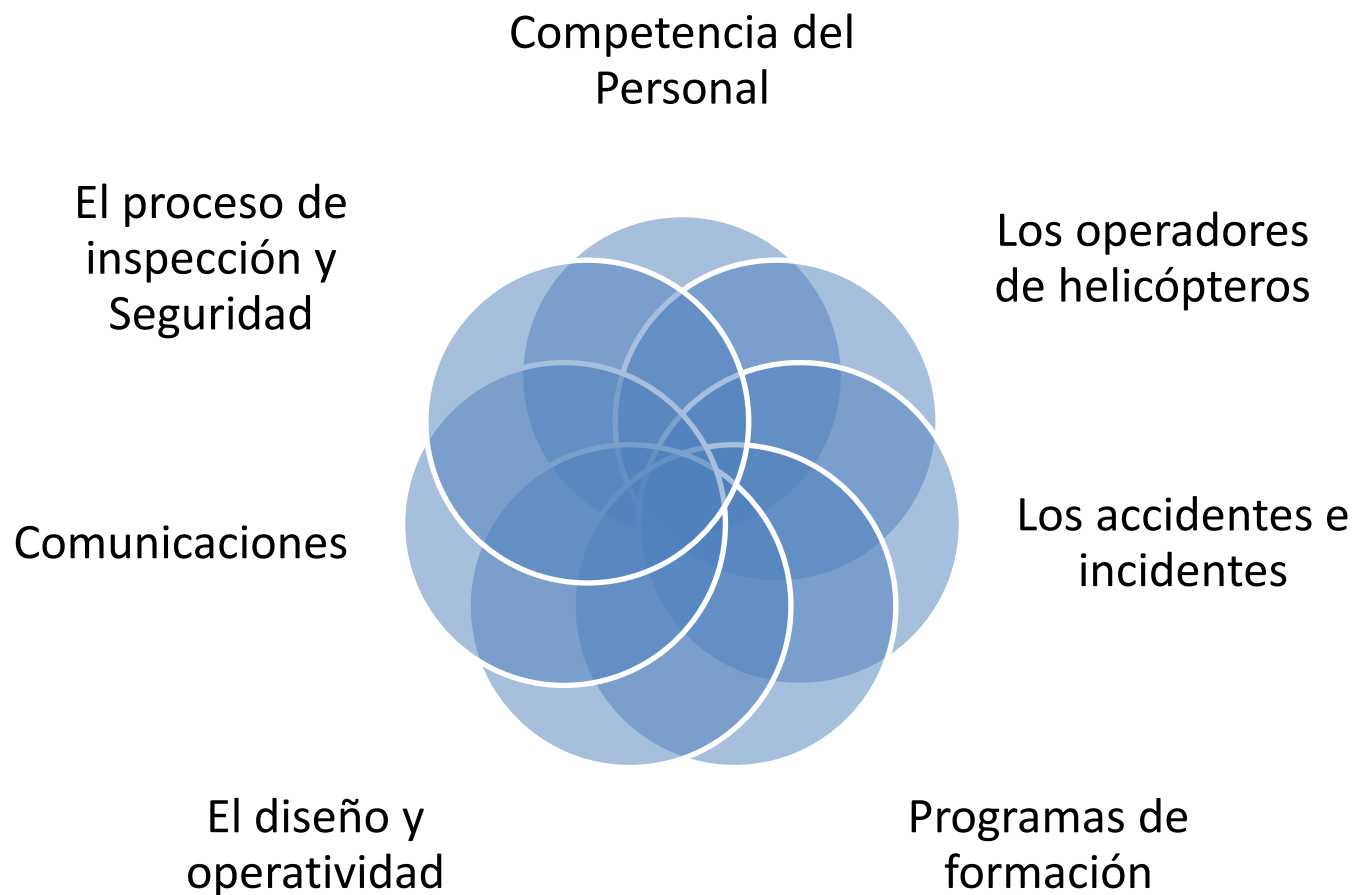 Competencia del
Personal
El proceso de
inspección y
Seguridad
Los operadores
de helicópteros
Comunicaciones
Los accidentes e
incidentes
El diseño y
operatividad
Programas de
formación